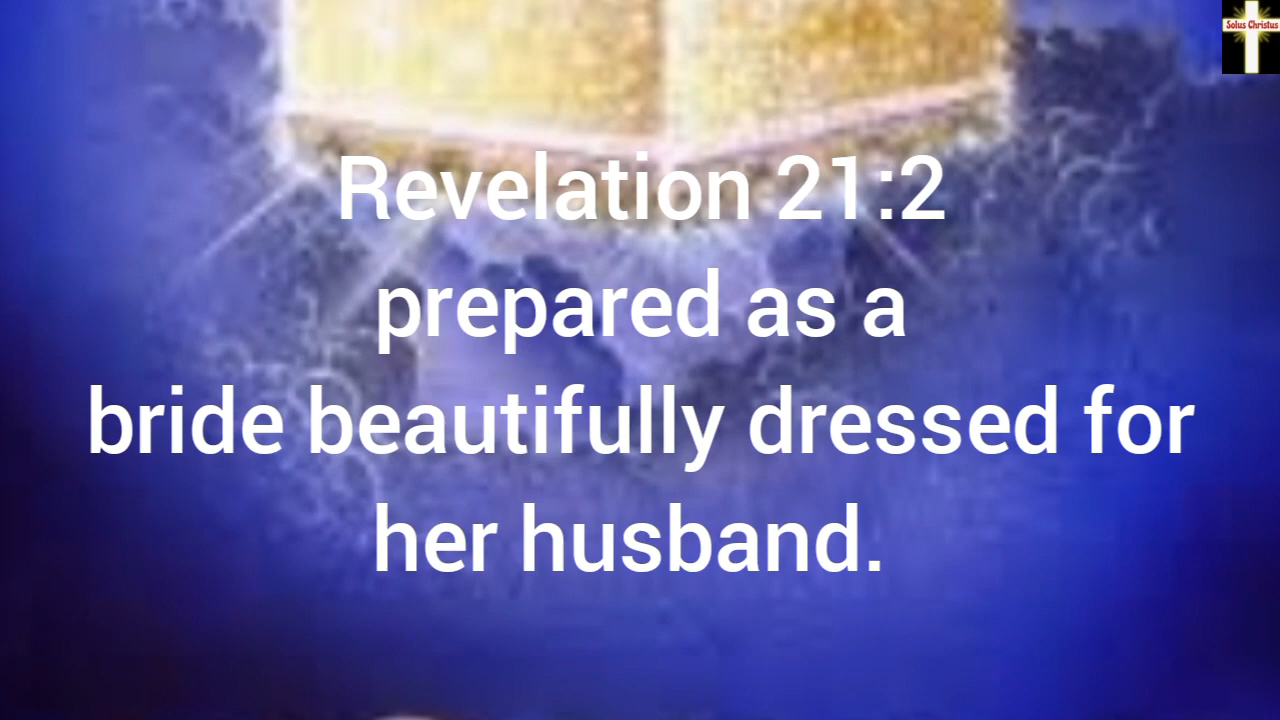 Solus Christus
Revelation 21:2
prepared as a
bride beautifully dressed for
her husband.